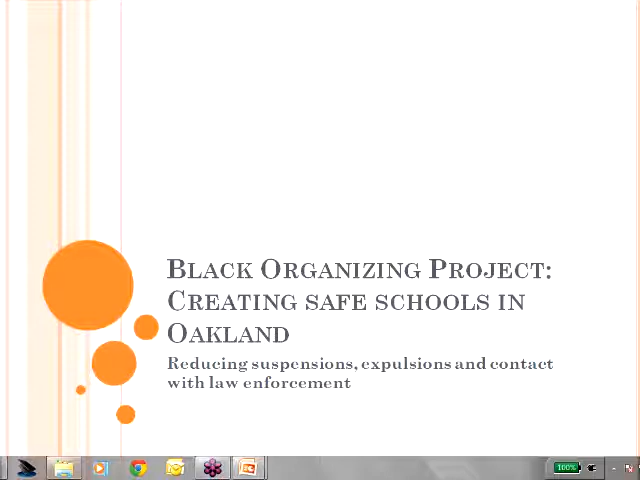 Black Organizing Project:
Creating safe schools in
Oakland
Reducing suspensions, expulsions and contact
with law enforcement
100%